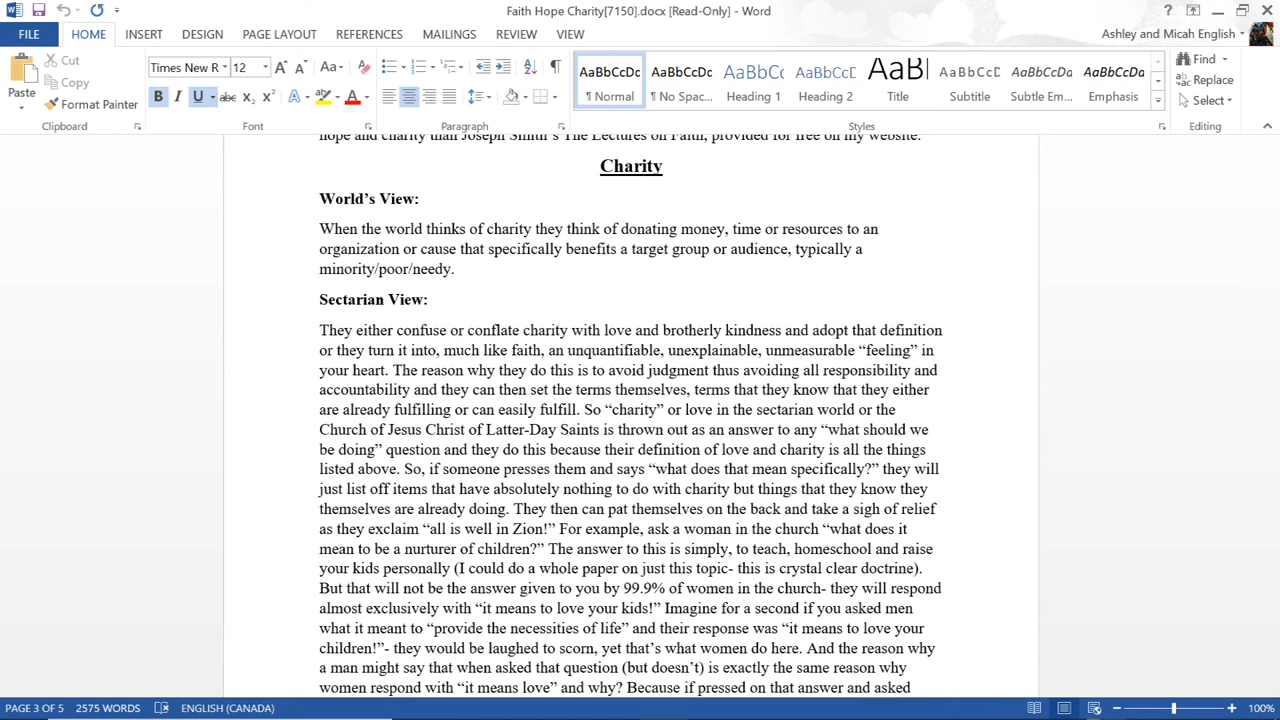 Faith Hope Charity[7150].docx [Read-Only] - Word
FILE HOME INSERT DESIGN PAGE LAYOUT REFERENCES MAILINGS REVIEW VIEW Ashley and Micah English
Paste
Cut
Copy
Format Painter
Clipboard
Times New R 12
Font
Paragraph
AaBbCcDc AaBbCcDc AaBbCc AaBbCcC AaBl AaBbCcD AaBbCcDc AaBbCcDc
¶ Normal ¶ No Spac... Heading 1 Heading 2 Title Subtitle Subtle Em... Emphasis
Styles
Find
Replace
Select
Editing
hope and charity than Joseph Smith's The Lectures on Faith, provided for free on my website.
Charity
World’s View:
When the world thinks of charity they think of donating money, time or resources to an
organization or cause that specifically benefits a target group or audience, typically a
minority/poor/needy.
Sectarian View:
They either confuse or conflate charity with love and brotherly kindness and adopt that definition
or they turn it into, much like faith, an unquantifiable, unexplainable, unmeasurable “feeling” in
your heart. The reason why they do this is to avoid judgment thus avoiding all responsibility and
accountability and they can then set the terms themselves, terms that they know that they either
are already fulfilling or can easily fulfill. So “charity” or love in the sectarian world or the
Church of Jesus Christ of Latter-Day Saints is thrown out as an answer to any “what should we
be doing” question and they do this because their definition of love and charity is all the things
listed above. So, if someone presses them and says “what does that mean specifically?” they will
just list off items that have absolutely nothing to do with charity but things that they know they
themselves are already doing. They then can pat themselves on the back and take a sigh of relief
as they exclaim “all is well in Zion!” For example, ask a woman in the church “what does it
mean to be a nurturer of children?” The answer to this is simply, to teach, homeschool and raise
your kids personally (I could do a whole paper on just this topic- this is crystal clear doctrine).
But that will not be the answer given to you by 99.9% of women in the church- they will respond
almost exclusively with “it means to love your kids!” Imagine for a second if you asked men
what it meant to “provide the necessities of life” and their response was “it means to love your
children!”- they would be laughed to scorn, yet that’s what women do here. And the reason why
a man might say that when asked that question (but doesn’t) is exactly the same reason why
women respond with “it means love” and why? Because if pressed on that answer and asked
PAGE 3 OF 5 2575 WORDS ENGLISH (CANADA) 100%